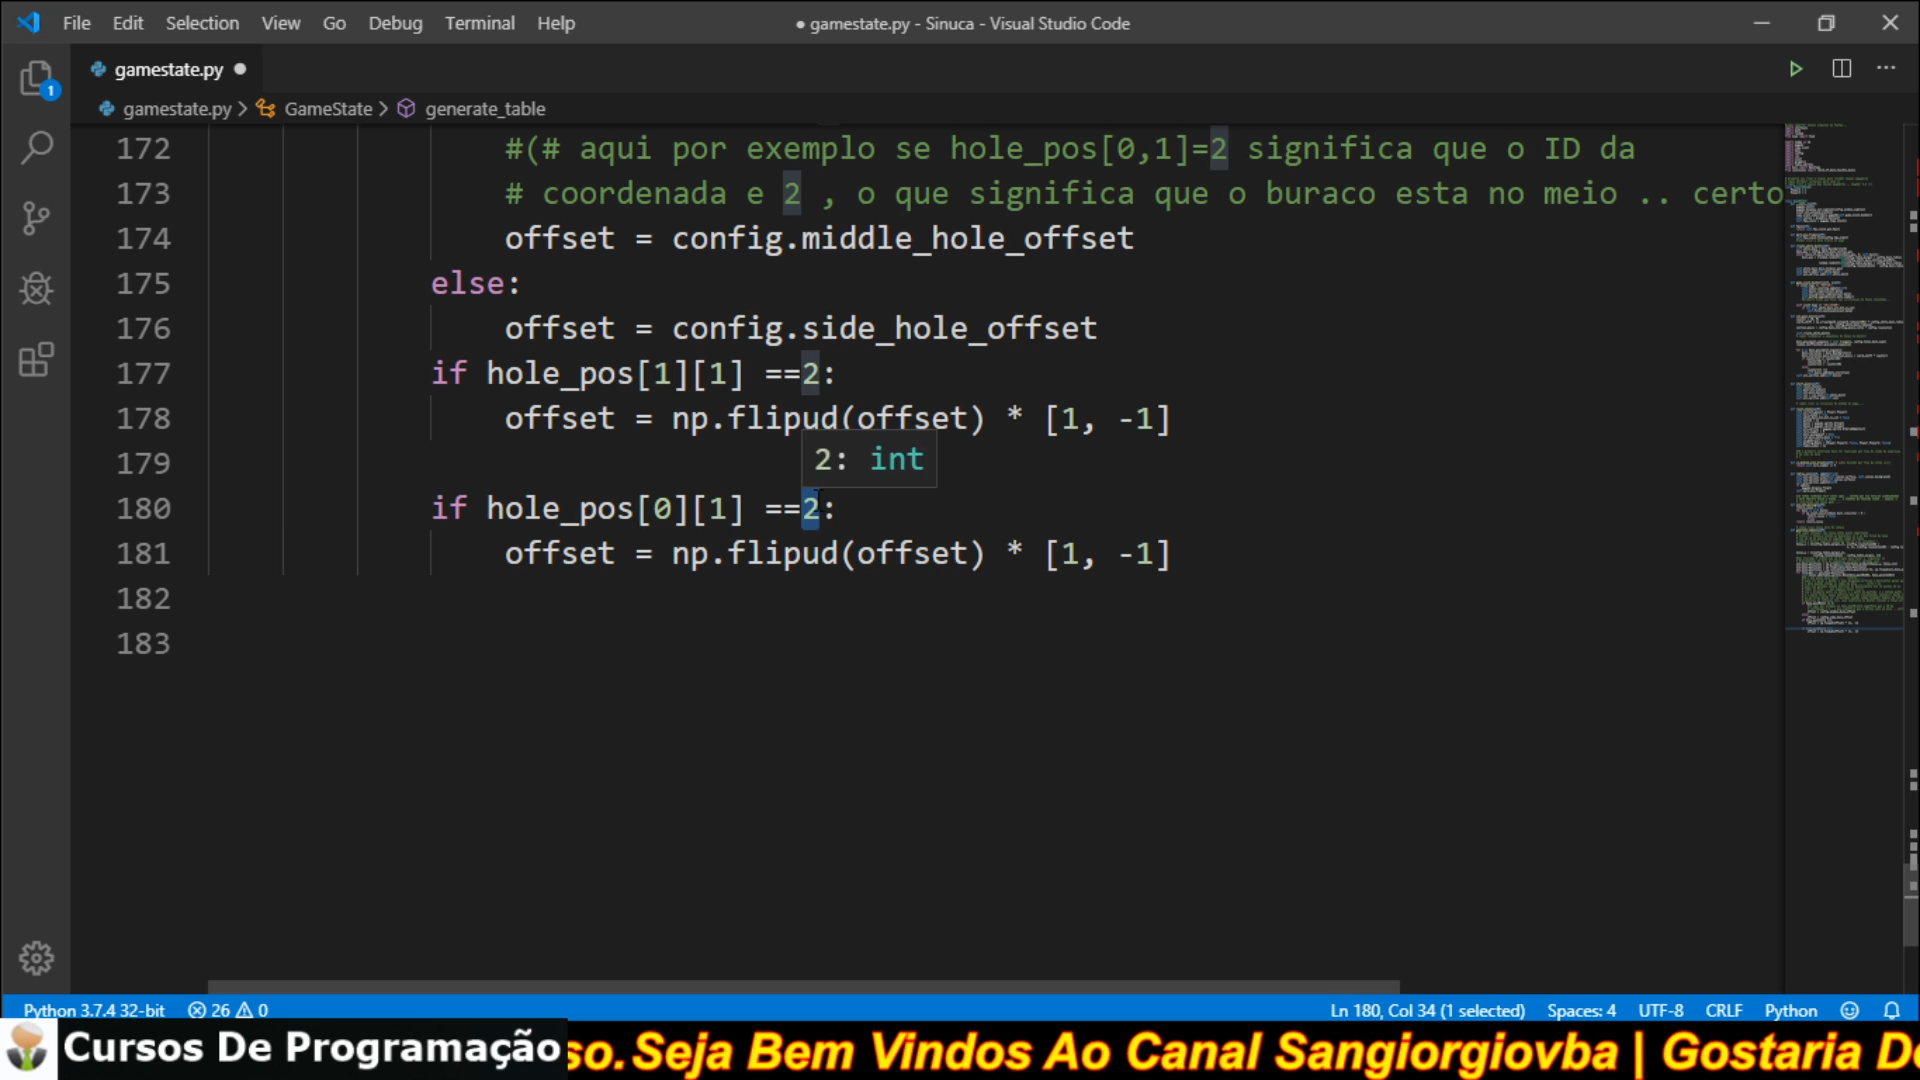 File Edit Selection View Go Debug Terminal Help
● gamestate.py - Sinuca - Visual Studio Code
gamestate.py ●
gamestate.py > GameState > generate_table
1
172 #(# aqui por exemplo se hole_pos[0,1]=2 significa que o ID da
173 # coordenada e 2 , o que significa que o buraco esta no meio .. certo
174 offset = config.middle_hole_offset
175 else:
176 offset = config.side_hole_offset
177 if hole_pos[1][1] ==2:
178 offset = np.flipud(offset) * [1, -1]
179
2: int
180 if hole_pos[0][1] ==2:
181 offset = np.flipud(offset) * [1, -1]
182
183
Python 3.7.4 32-bit 26 0 Ln 180, Col 34 (1 selected) Spaces: 4 UTF-8 CRLF Python
Cursos De Programação so. Seja Bem Vindos Ao Canal Sangiorgiovba | Gostaria